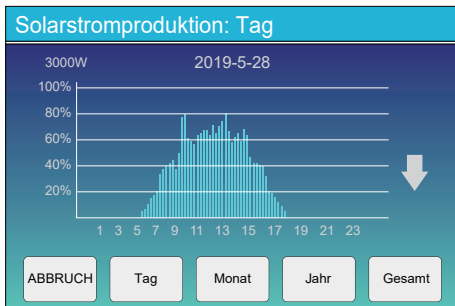 Solarstromproduktion: Tag
3000W 2019-5-28
100%
80%
60%
40%
20%
1 3 5 7 9 11 13 15 17 19 21 23
ABBRUCH Tag Monat Jahr Gesamt